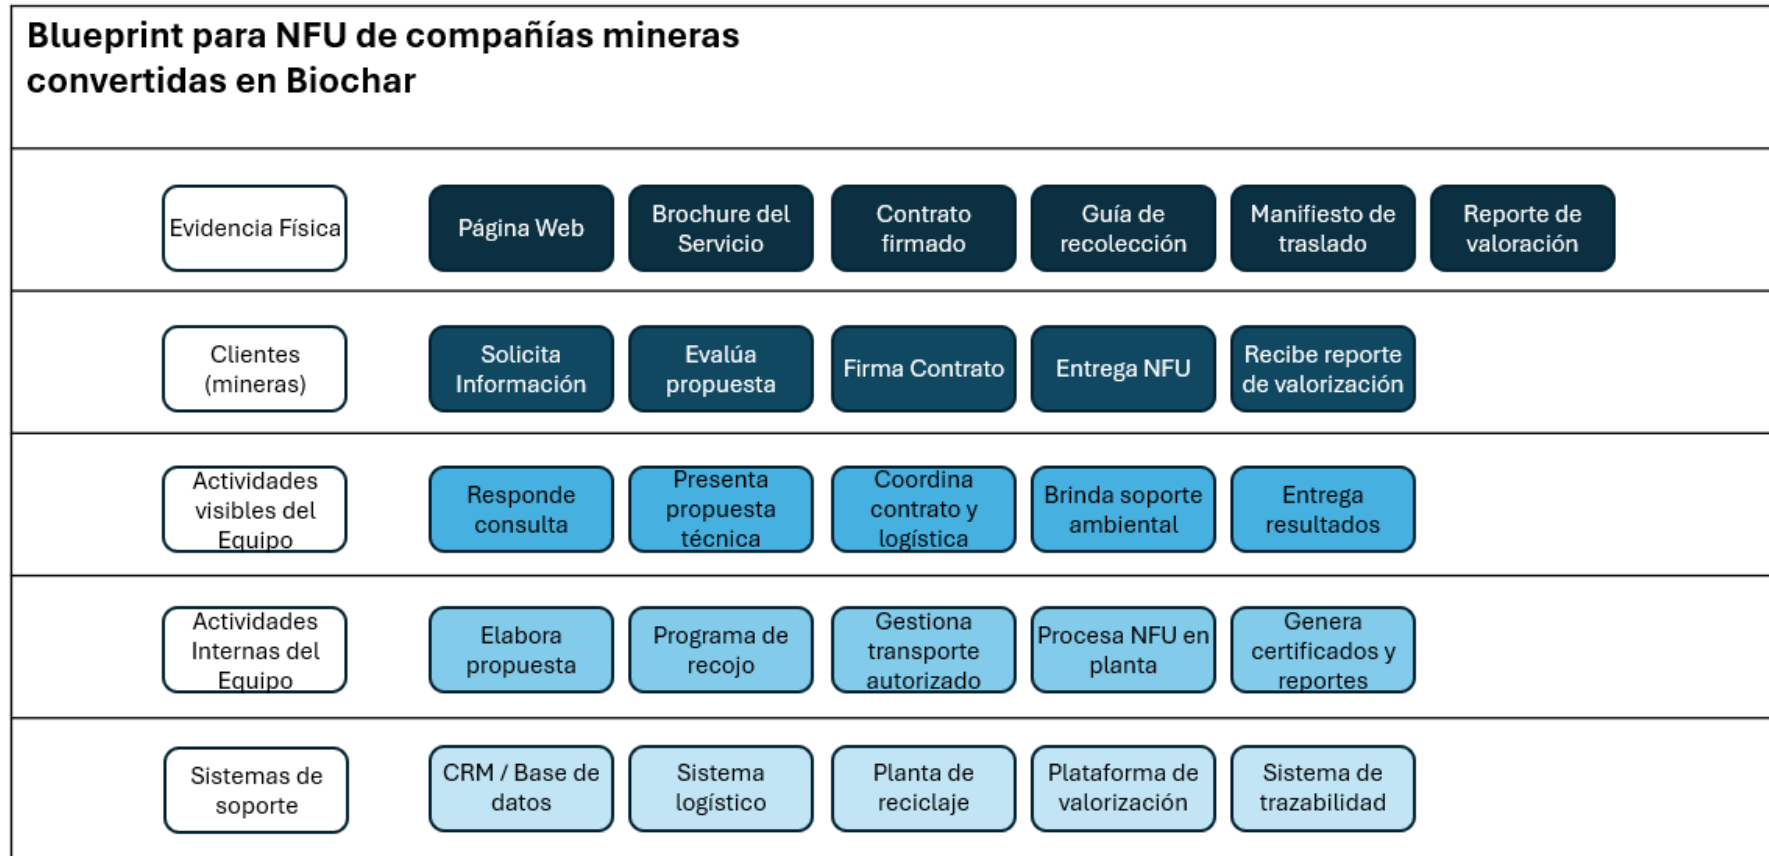 Blueprint para NFU de compañías mineras
convertidas en Biochar
Evidencia Física
Página Web
Brochure del
Servicio
Contrato
firmado
Guía de
recolección
Manifiesto de
traslado
Reporte de
valoración
Clientes
(mineras)
Solicita
Información
Evalúa
propuesta
Firma Contrato
Entrega NFU
Recibe reporte
de valorización
Actividades
visibles del
Equipo
Responde
consulta
Presenta
propuesta
técnica
Coordina
contrato y
logística
Brinda soporte
ambiental
Entrega
resultados
Actividades
Internas del
Equipo
Elabora
propuesta
Programa de
recojo
Gestiona
transporte
autorizado
Procesa NFU en
planta
Genera
certificados y
reportes
Sistemas de
soporte
CRM / Base de
datos
Sistema
logístico
Planta de
reciclaje
Plataforma de
valorización
Sistema de
trazabilidad